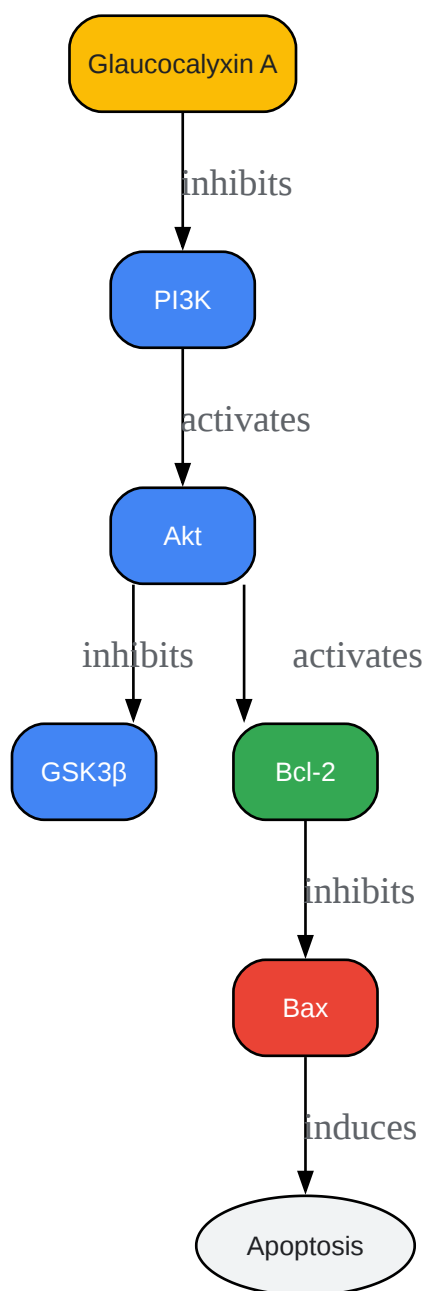 Glaucocalyxin A
inhibits
PI3K
activates
Akt
inhibits
activates
GSK3β
Bcl-2
inhibits
Bax
induces
Apoptosis